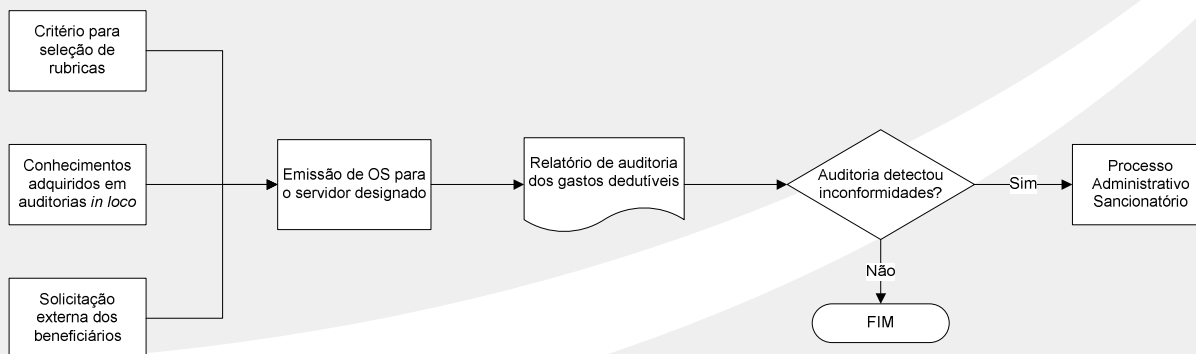 Critério para
seleção de
rubricas
Conhecimentos
adquiridos em
auditorias in loco
Solicitação
externa dos
beneficiários
Emissão de OS para
o servidor designado
Relatório de auditoria
dos gastos dedutíveis
Auditoria detectou
inconformidades?
Sim
Processo
Administrativo
Sancionatório
Não
FIM